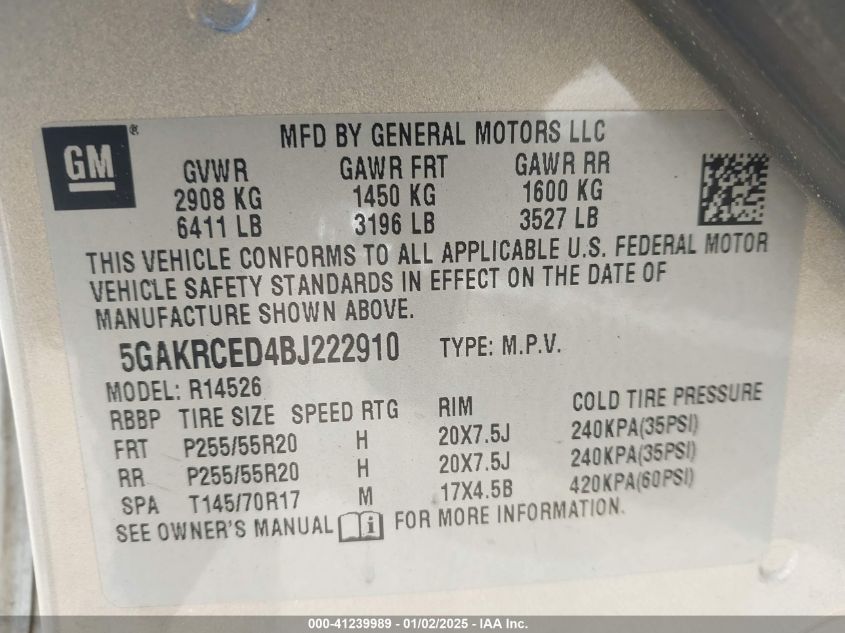 GM ®
MFD BY GENERAL MOTORS LLC
GVWR GAWR FRT GAWR RR
2908 KG 1450 KG 1600 KG
6411 LB 3196 LB 3527 LB
THIS VEHICLE CONFORMS TO ALL APPLICABLE U.S. FEDERAL MOTOR
VEHICLE SAFETY STANDARDS IN EFFECT ON THE DATE OF
MANUFACTURE SHOWN ABOVE.
5GAKRCED4BJ222910 TYPE: M.P.V.
MODEL: R14526
RBBP TIRE SIZE SPEED RTG RIM COLD TIRE PRESSURE
FRT P255/55R20 H 20X7.5J 240KPA(35PSI)
RR P255/55R20 H 20X7.5J 240KPA(35PSI)
SPA T145/70R17 M 17X4.5B 420KPA(60PSI)
SEE OWNER'S MANUAL i FOR MORE INFORMATION.
000-41239989 - 01/02/2025 - IAA Inc.